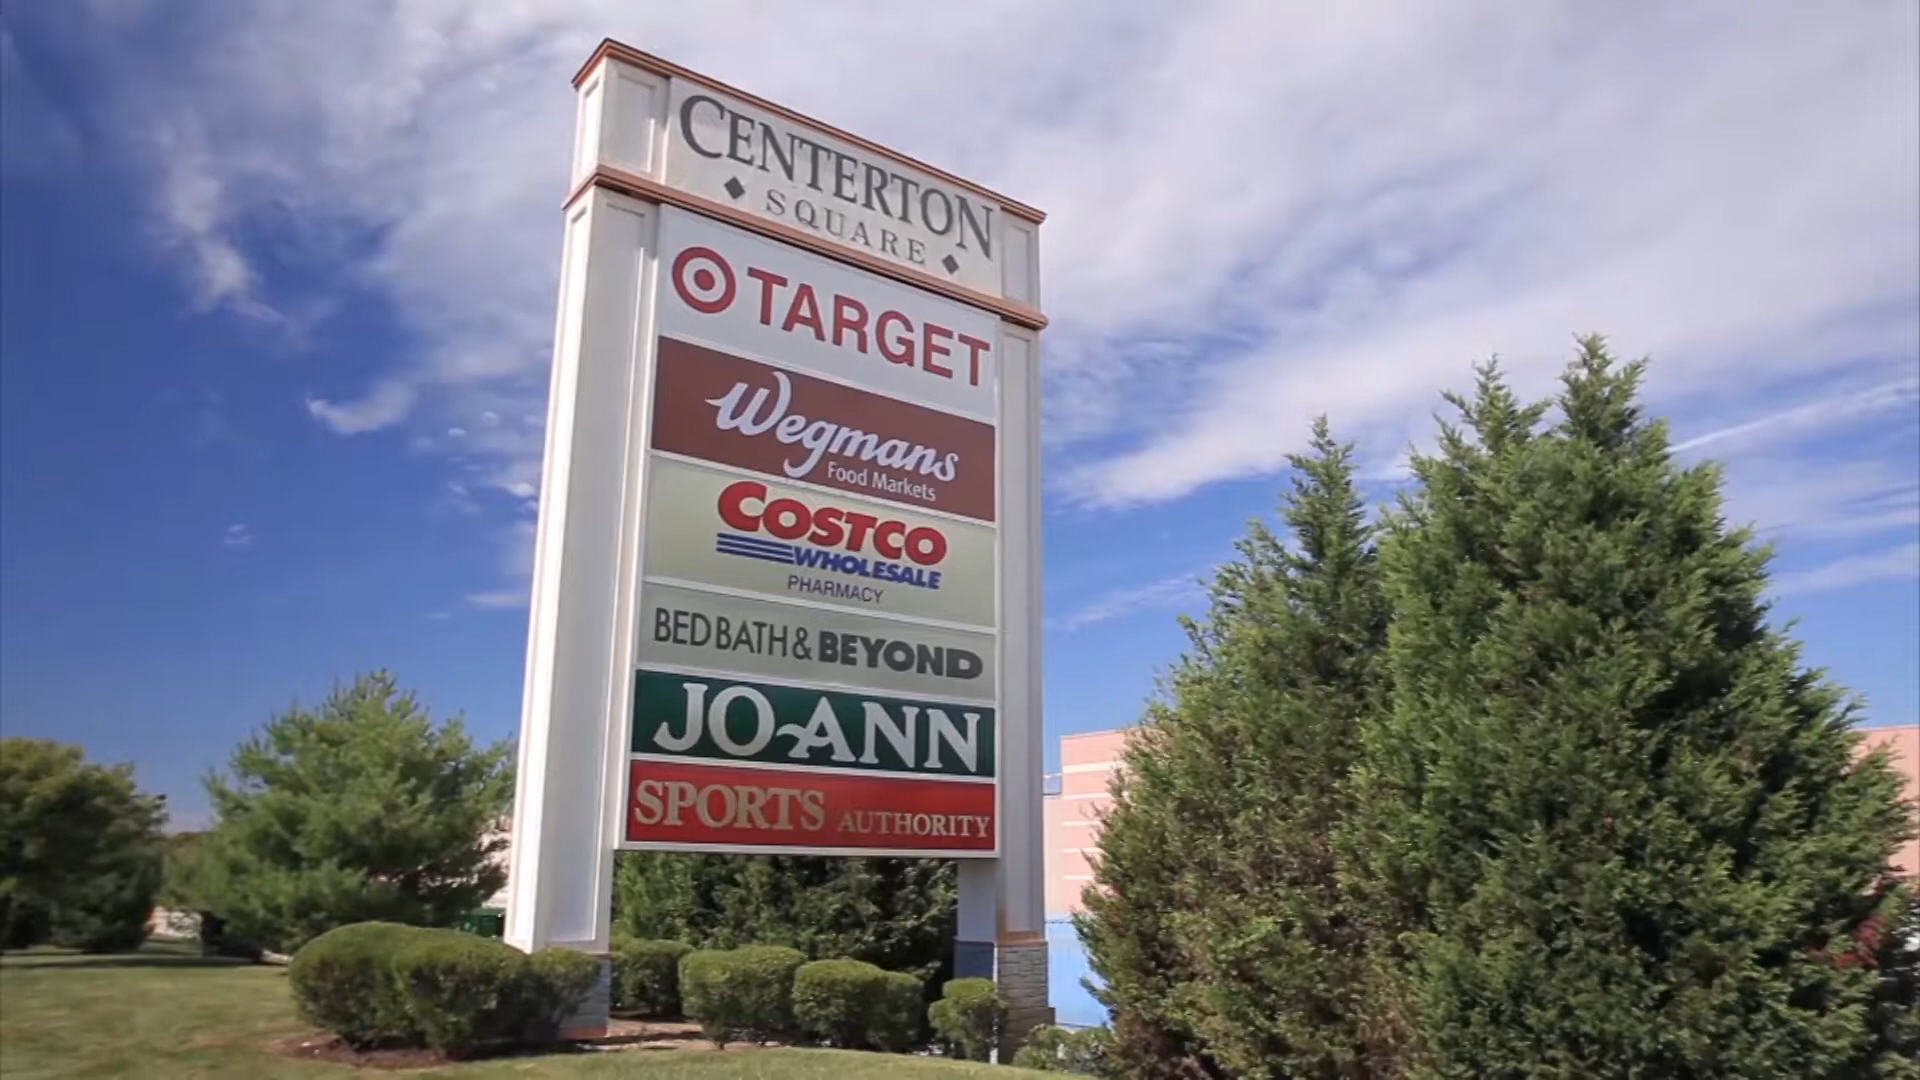 CENTERTON
SQUARE
TARGET
Wegmans
Food Markets
COSTCO
WHOLESALE
PHARMACY
BED BATH & BEYOND
JO-ANN
SPORTS AUTHORITY